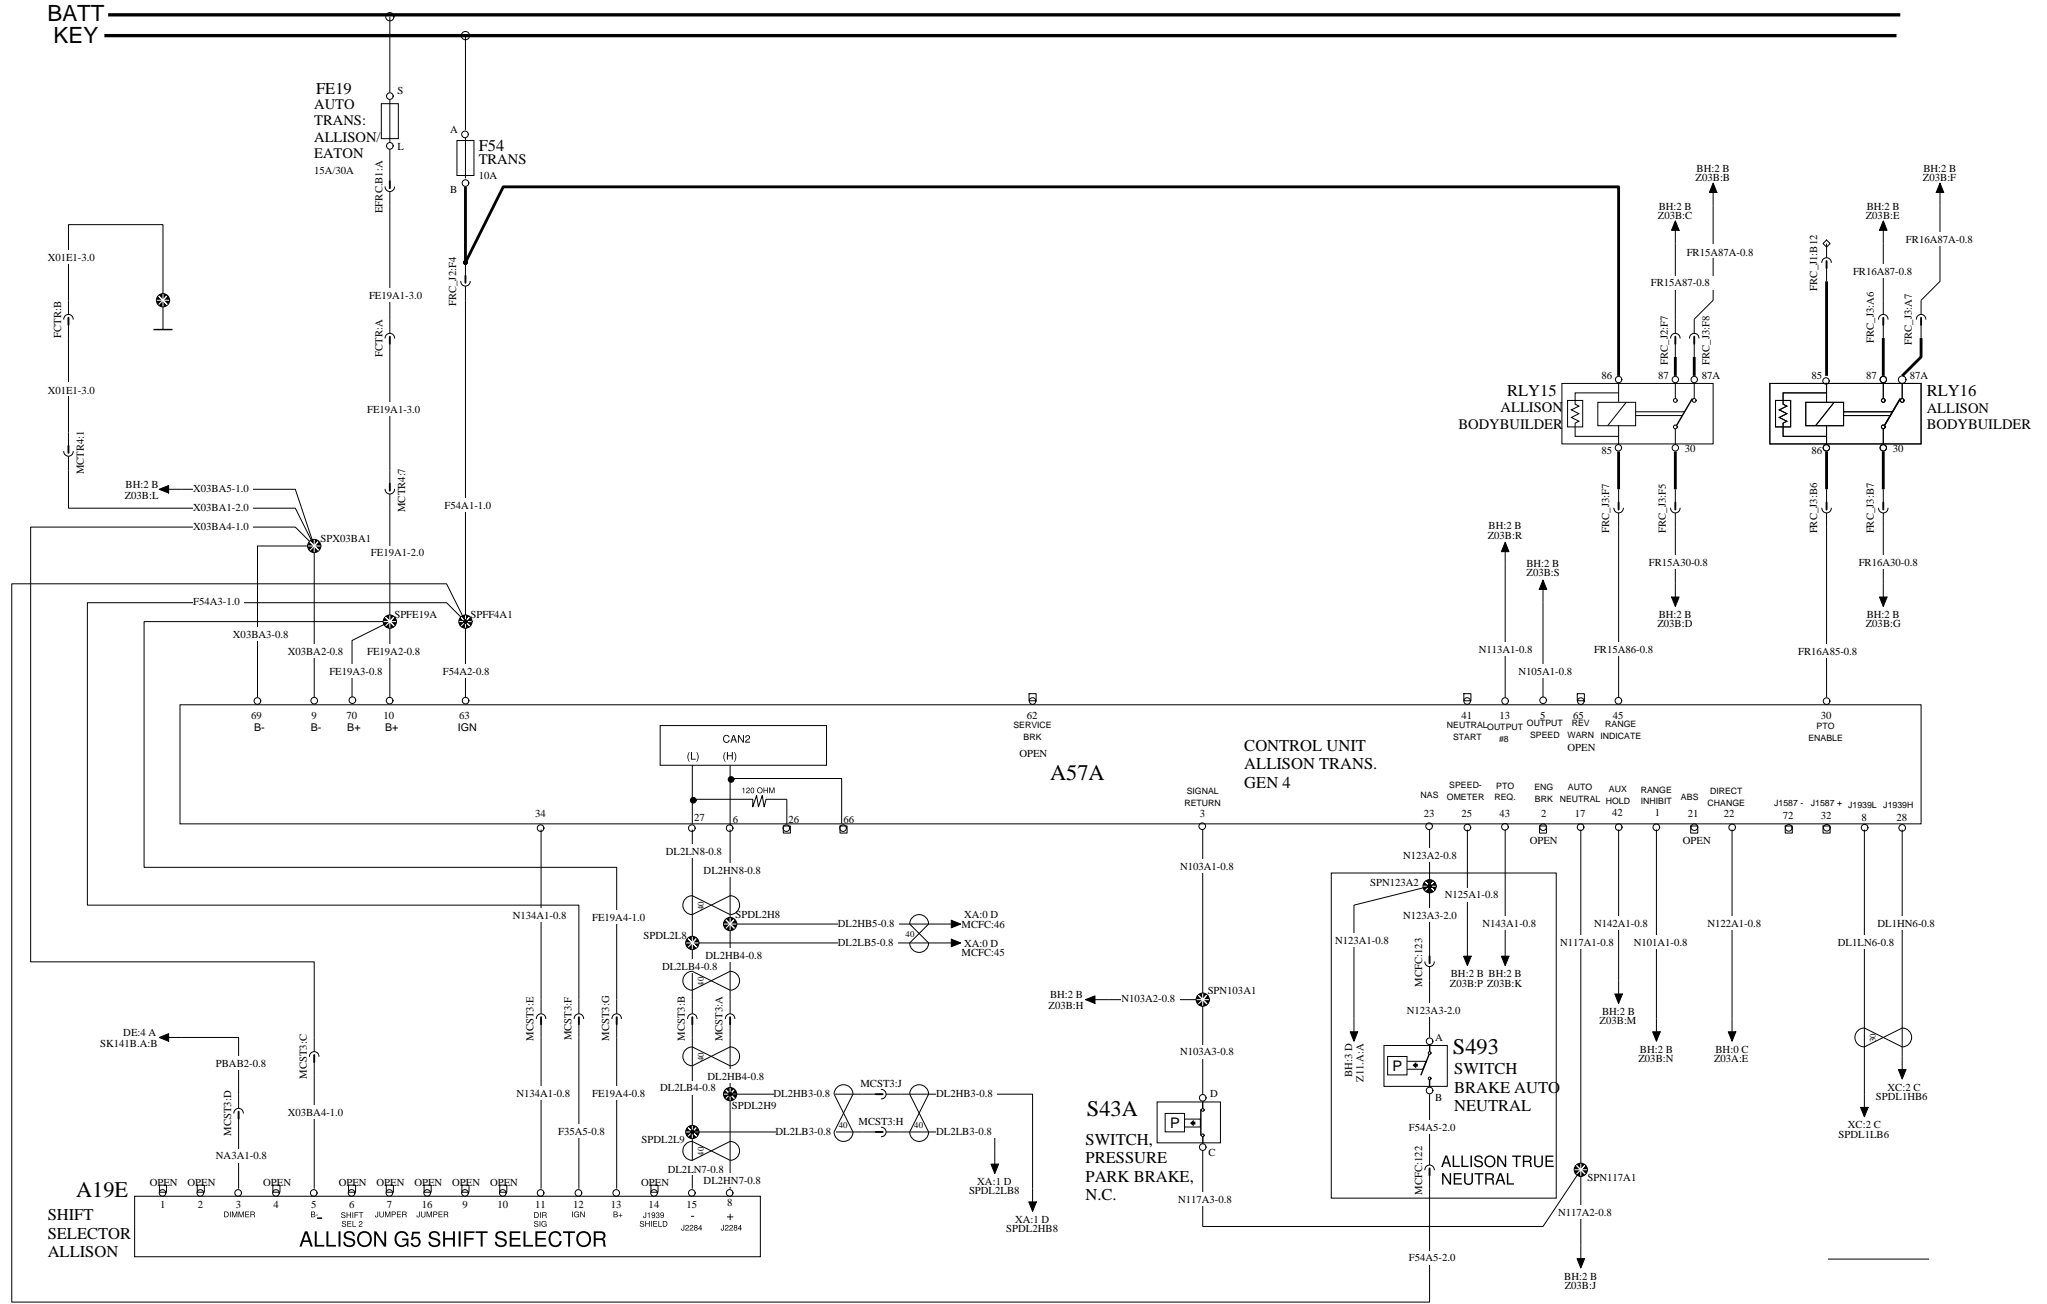 BATT
KEY
FE19
AUTO
TRANS:
ALLISON/
EATON
15A/30A
S
L
EFRC.B1:A
A
F54
TRANS
10A
B
FRC_J2:F4
X01E1-3.0
FCTR:B
X01E1-3.0
MCTR4:1
FE19A1-3.0
FCTR:A
FE19A1-3.0
MCTR4:7
FE19A1-2.0
F54A1-1.0
BH:2 B
Z03B:L
X03BA5-1.0
X03BA1-2.0
X03BA4-1.0
SPX03BA1
F54A3-1.0
SPFE19A
SPFF4A1
X03BA3-0.8
X03BA2-0.8
FE19A3-0.8
FE19A2-0.8
F54A2-0.8
BH:2 B
Z03B:B
BH:2 B
Z03B:C
FR15A87A-0.8
FR15A87-0.8
FRC_J2:F7
FRC_J3:F8
86
87
87A
RLY15
ALLISON
BODYBUILDER
85
30
FRC_J3:F7
FRC_J3:F5
FR15A30-0.8
BH:2 B
Z03B:D
FR15A86-0.8
BH:2 B
Z03B:F
BH:2 B
Z03B:E
FR16A87A-0.8
FR16A87-0.8
FRC_J1:B12
FRC_J3:A6
FRC_J3:A7
85
87
87A
RLY16
ALLISON
BODYBUILDER
86
30
FRC_J3:B6
FRC_J3:B7
FR16A30-0.8
BH:2 B
Z03B:G
FR16A85-0.8
BH:2 B
Z03B:R
N113A1-0.8
BH:2 B
Z03B:S
N105A1-0.8
69
B-
9
B-
70
B+
10
B+
63
IGN
62
SERVICE
BRK
OPEN
41
NEUTRAL
START
13
OUTPUT
#8
5
OUTPUT
SPEED
65
REV
WARN
OPEN
45
RANGE
INDICATE
30
PTO
ENABLE
CAN2
(L)
(H)
120 OHM
A57A
CONTROL UNIT
ALLISON TRANS.
GEN 4
34
27
6
26
66
SIGNAL
RETURN
3
NAS
23
SPEED-
OMETER
25
PTO
REQ.
43
ENG
BRK
2
OPEN
AUTO
NEUTRAL
17
AUX
HOLD
42
RANGE
INHIBIT
1
ABS
21
OPEN
DIRECT
CHANGE
22
J1587 -
72
J1587 +
32
J1939L
8
J1939H
28
DL2LN8-0.8
DL2HN8-0.8
40
SPDL2H8
SPDL2L8
DL2HB5-0.8
DL2LB5-0.8
40
XA:0 D
MCFC:46
XA:0 D
MCFC:45
DL2HB4-0.8
DL2LB4-0.8
40
MCST3:B
MCST3:A
40
DL2HB4-0.8
DL2LB4-0.8
SPDL2H9
SPDL2L9
DL2HB3-0.8
MCST3:J
DL2HB3-0.8
DL2LB3-0.8
MCST3:H
DL2LB3-0.8
40
40
40
DL2LN7-0.8
DL2HN7-0.8
XA:1 D
SPDL2LB8
XA:1 D
SPDL2HB8
N134A1-0.8
FE19A4-1.0
MCST3:E
MCST3:F
MCST3:G
N134A1-0.8
FE19A4-0.8
F35A5-0.8
DE:4 A
SK141B.A:B
PBAB2-0.8
MCST3:D
NA3A1-0.8
MCST3:C
X03BA4-1.0
N103A1-0.8
BH:2 B
Z03B:H
N103A2-0.8
SPN103A1
N103A3-0.8
S43A
SWITCH,
PRESSURE
PARK BRAKE,
N.C.
D
P
C
N117A3-0.8
N123A2-0.8
SPN123A2
N123A3-2.0
N123A1-0.8
MCFC:123
N123A3-2.0
BH:3 D
Z11.A:A
A
P
B
S493
SWITCH
BRAKE AUTO
NEUTRAL
F54A5-2.0
MCFC:122
ALLISON TRUE
NEUTRAL
F54A5-2.0
N125A1-0.8
BH:2 B
Z03B:P
N143A1-0.8
BH:2 B
Z03B:K
N117A1-0.8
SPN117A1
N117A2-0.8
BH:2 B
Z03B:J
N142A1-0.8
BH:2 B
Z03B:M
N101A1-0.8
BH:2 B
Z03B:N
N122A1-0.8
BH:0 C
Z03A:E
DL1HN6-0.8
DL1LN6-0.8
30
XC:2 C
SPDL1HB6
XC:2 C
SPDL1LB6
A19E
SHIFT
SELECTOR
ALLISON
OPEN
1
OPEN
2
3
DIMMER
OPEN
4
5
B-
OPEN
6
SHIFT
SEL 2
OPEN
7
JUMPER
OPEN
16
JUMPER
OPEN
9
OPEN
10
11
DIR
SIG
12
IGN
13
B+
OPEN
14
J1939
SHIELD
15
-
J2284
8
+
J2284
ALLISON G5 SHIFT SELECTOR